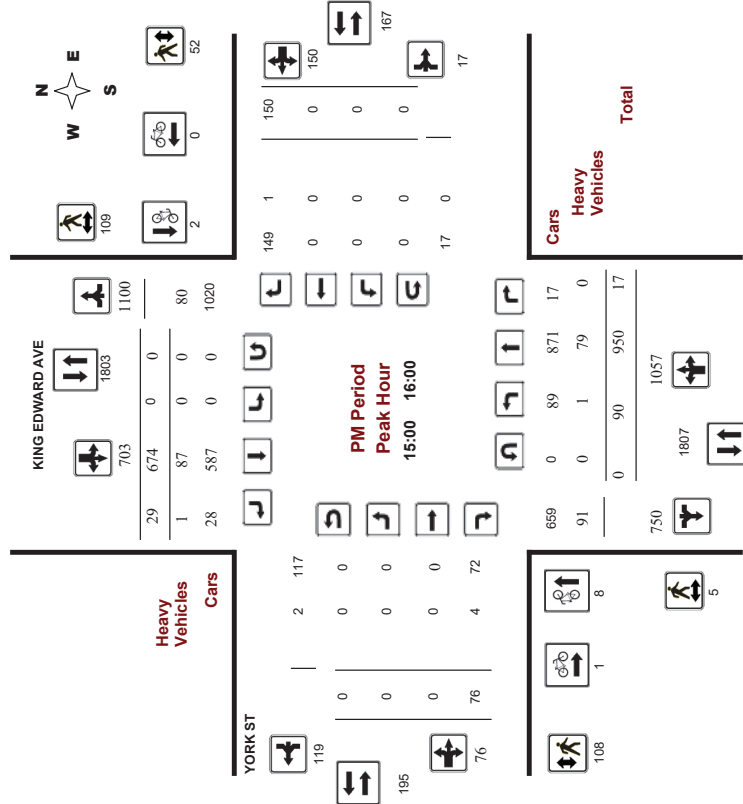 N
W E
S
52
0
109
2
KING EDWARD AVE
1803
703
1100
29 674 0 0
1 87 0 0 80
28 587 0 0 1020
Heavy
Vehicles
Cars
167
150
17
150
0
0
0
149 1
0 0
0 0
0 0
17 0
PM Period
Peak Hour
15:00 16:00
YORK ST
119
195
76
2 117
0 0
0 0
0 0
4 72
0
0
0
76
Cars
Heavy
Vehicles
Total
659 0 89 871 17
91 0 1 79 0
0 90 950 17
750
1057
1807
8
1
5
108